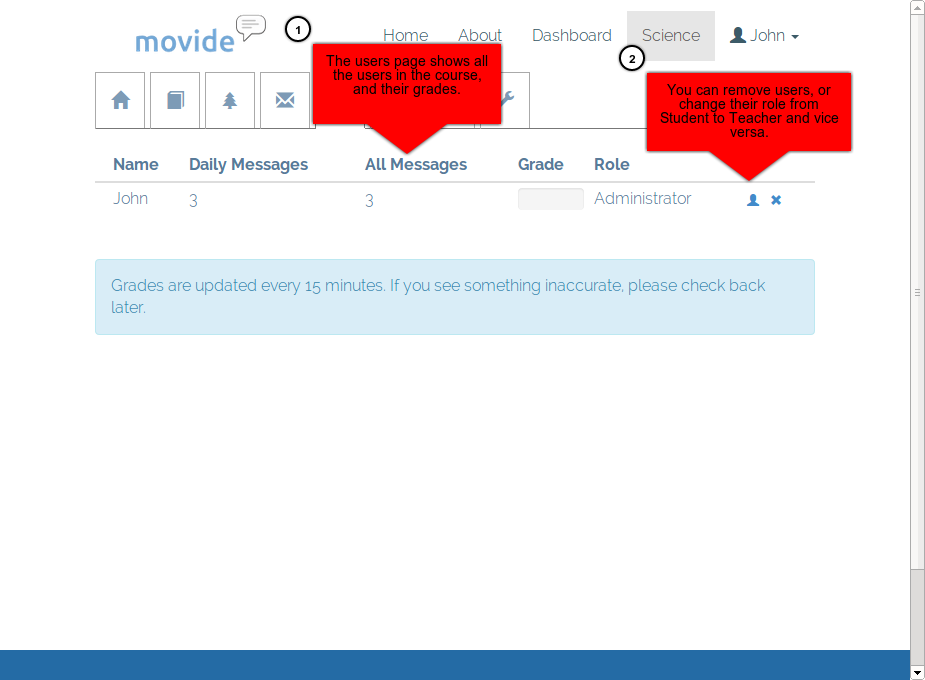 movide
1
Home About Dashboard Science John
2
The users page shows all
the users in the course,
and their grades.
You can remove users, or
change their role from
Student to Teacher and vice
versa.
Name Daily Messages All Messages Grade Role
John 3 3 Administrator
Grades are updated every 15 minutes. If you see something inaccurate, please check back
later.